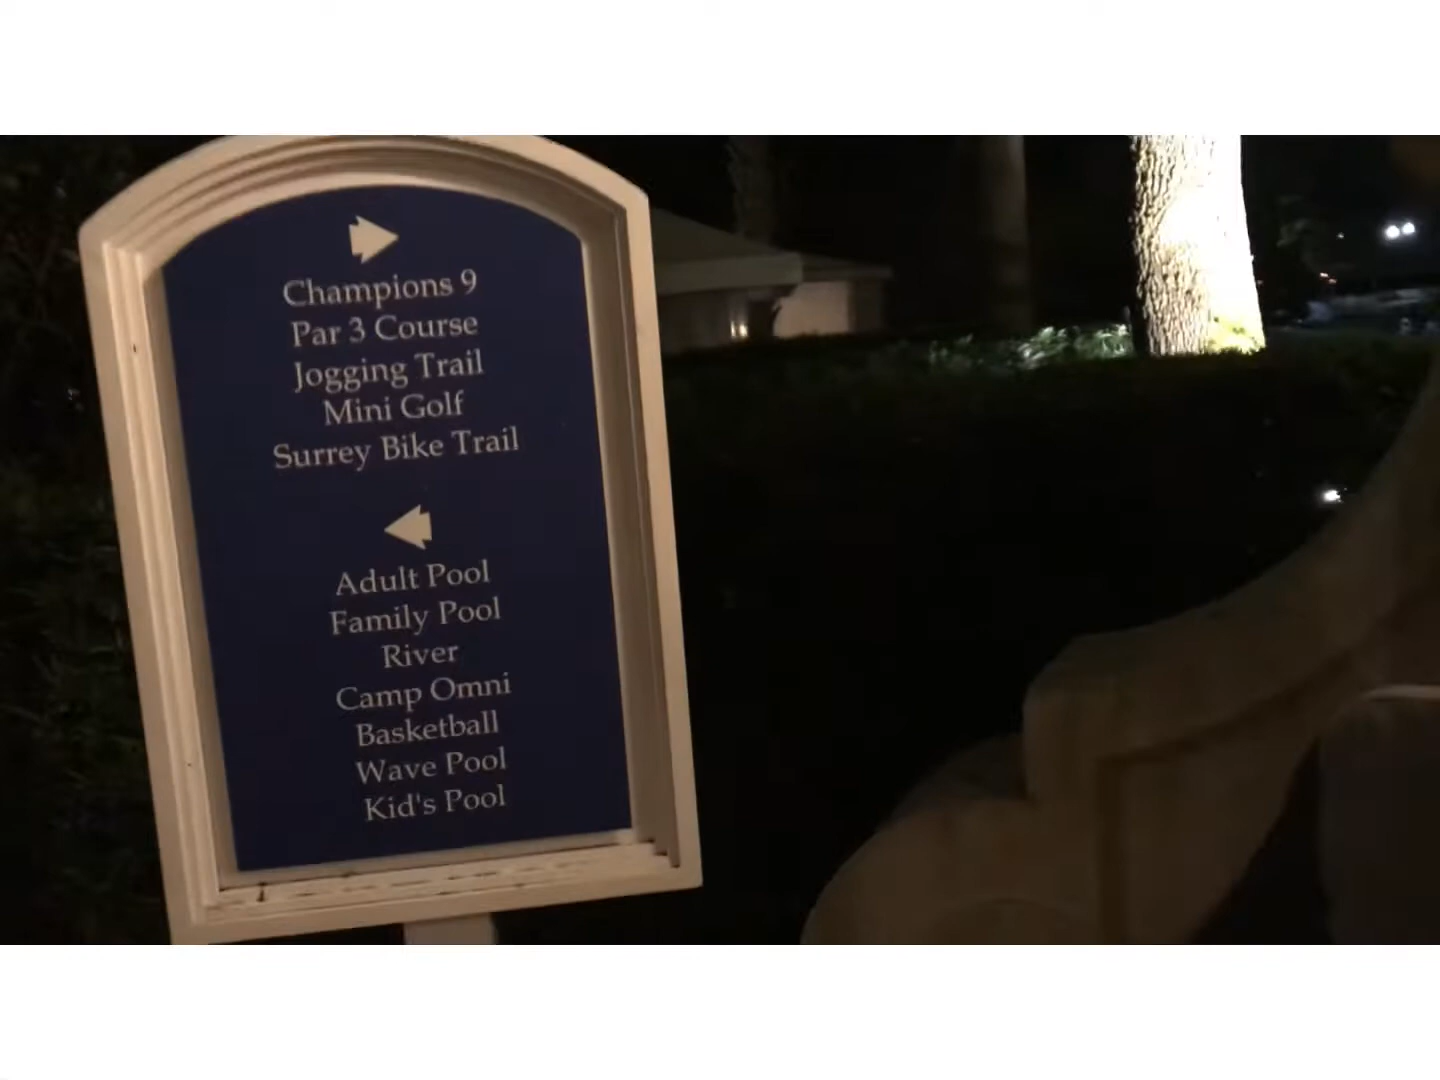 Champions 9
Par 3 Course
Jogging Trail
Mini Golf
Surrey Bike Trail
Adult Pool
Family Pool
River
Camp Omni
Basketball
Wave Pool
Kid's Pool